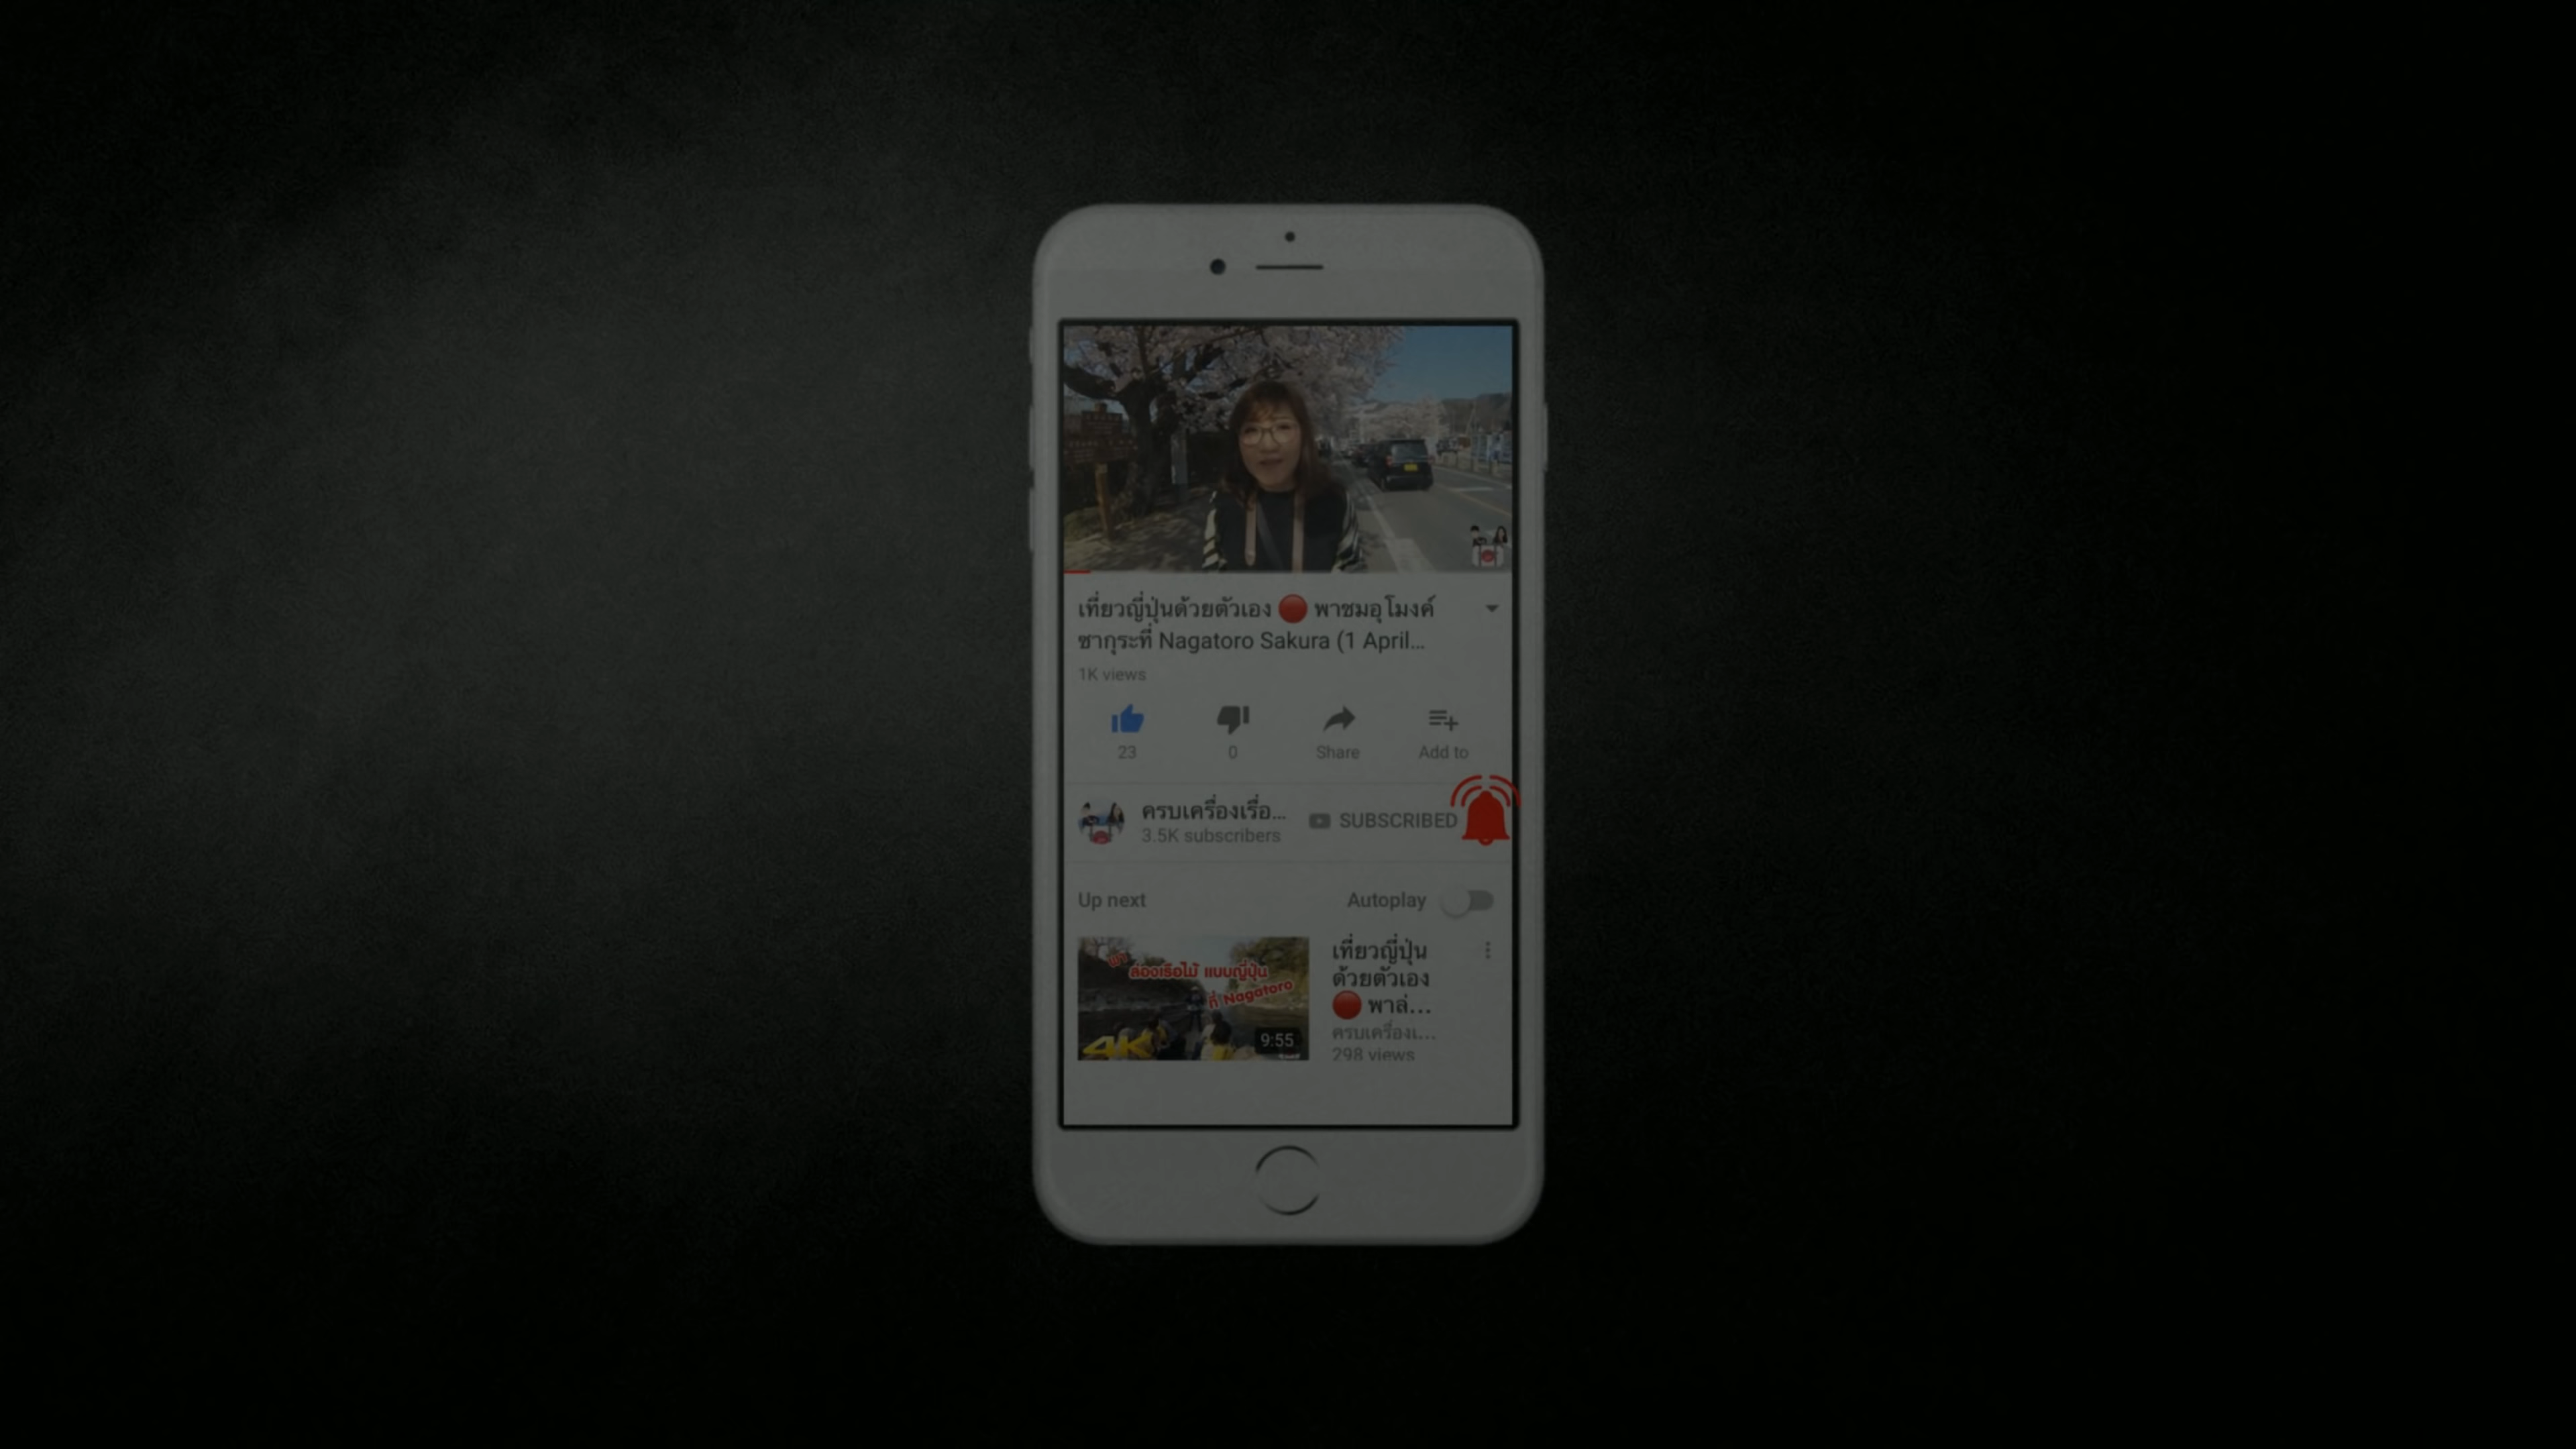 เที่ยวญี่ปุ่นด้วยตัวเอง 🔴 พาชมอุโมงค์
ซากุระที่ Nagatoro Sakura (1 April...
1K views
23
0
Share
Add to
ครบเครื่องเรื่อ...
3.5K subscribers
SUBSCRIBED
Up next
Autoplay
ล่องเรือไม้ แบบญี่ปุ่น
ที่ Nagatoro
4K
9:55
เที่ยวญี่ปุ่น
ด้วยตัวเอง
🔴 พาล่...
ครบเครื่องเ...
298 views